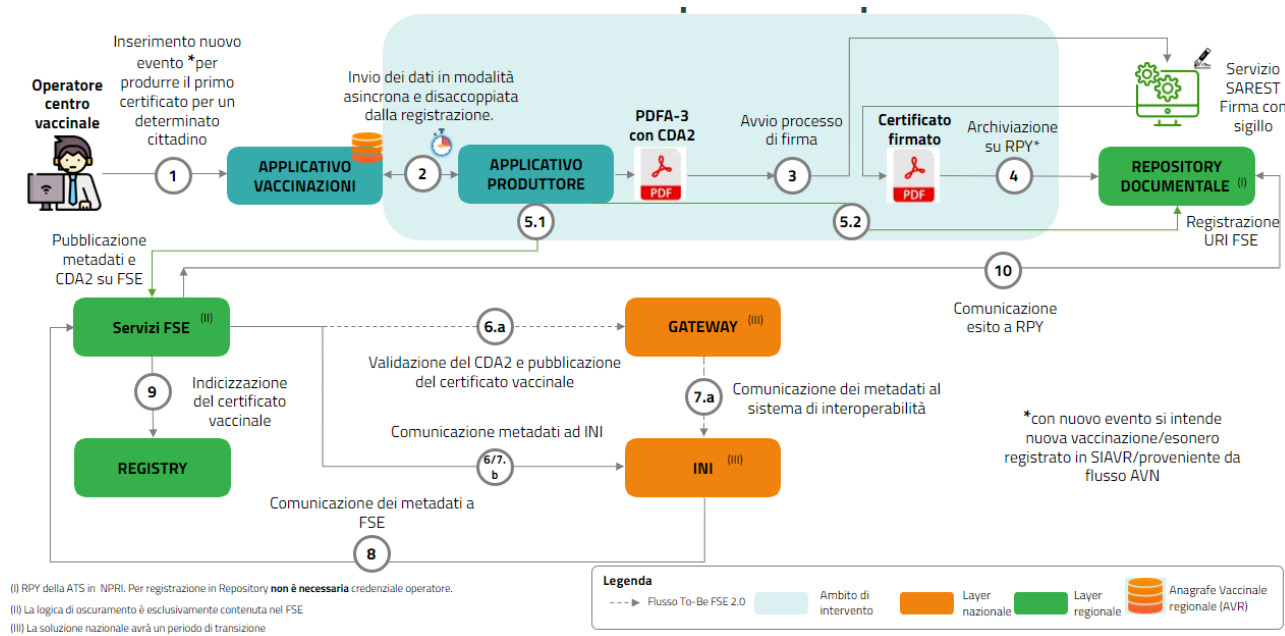 Inserimento nuovo
evento *per
produrre il primo
certificato per un
determinato
cittadino
Operatore
centro
vaccinale
1
APPLICATIVO
VACCINAZIONI
Invio dei dati in modalità
asincrona e disaccoppiata
dalla registrazione.
2
APPLICATIVO
PRODUTTORE
PDFA-3
con CDA2
PDF
Avvio processo
di firma
3
Certificato
firmato
PDF
Archiviazione
su RPY*
4
Servizio
SAREST
Firma con
sigillo
REPOSITORY
DOCUMENTALE (I)
5.1
5.2
Registrazione
URI FSE
Pubblicazione
metadati e
CDA2 su FSE
10
Comunicazione
esito a RPY
Servizi FSE (II)
6.a
GATEWAY (III)
Validazione del CDA2 e pubblicazione
del certificato vaccinale
9
Indicizzazione
del certificato
vaccinale
7.a
Comunicazione dei metadati al
sistema di interoperabilità
Comunicazione metadati ad INI
6/7.
b
REGISTRY
INI (III)
*con nuovo evento si intende
nuova vaccinazione/esonero
registrato in SIAVR/proveniente da
flusso AVN
Comunicazione dei metadati a
FSE
8
(I) RPY della ATS in NPRI. Per registrazione in Repository non è necessaria credenziale operatore.
(II) La logica di oscuramento è esclusivamente contenuta nel FSE
(III) La soluzione nazionale avrà un periodo di transizione
Legenda
Flusso To-Be FSE 2.0
Ambito di
intervento
Layer
nazionale
Layer
regionale
Anagrafe Vaccinale
regionale (AVR)